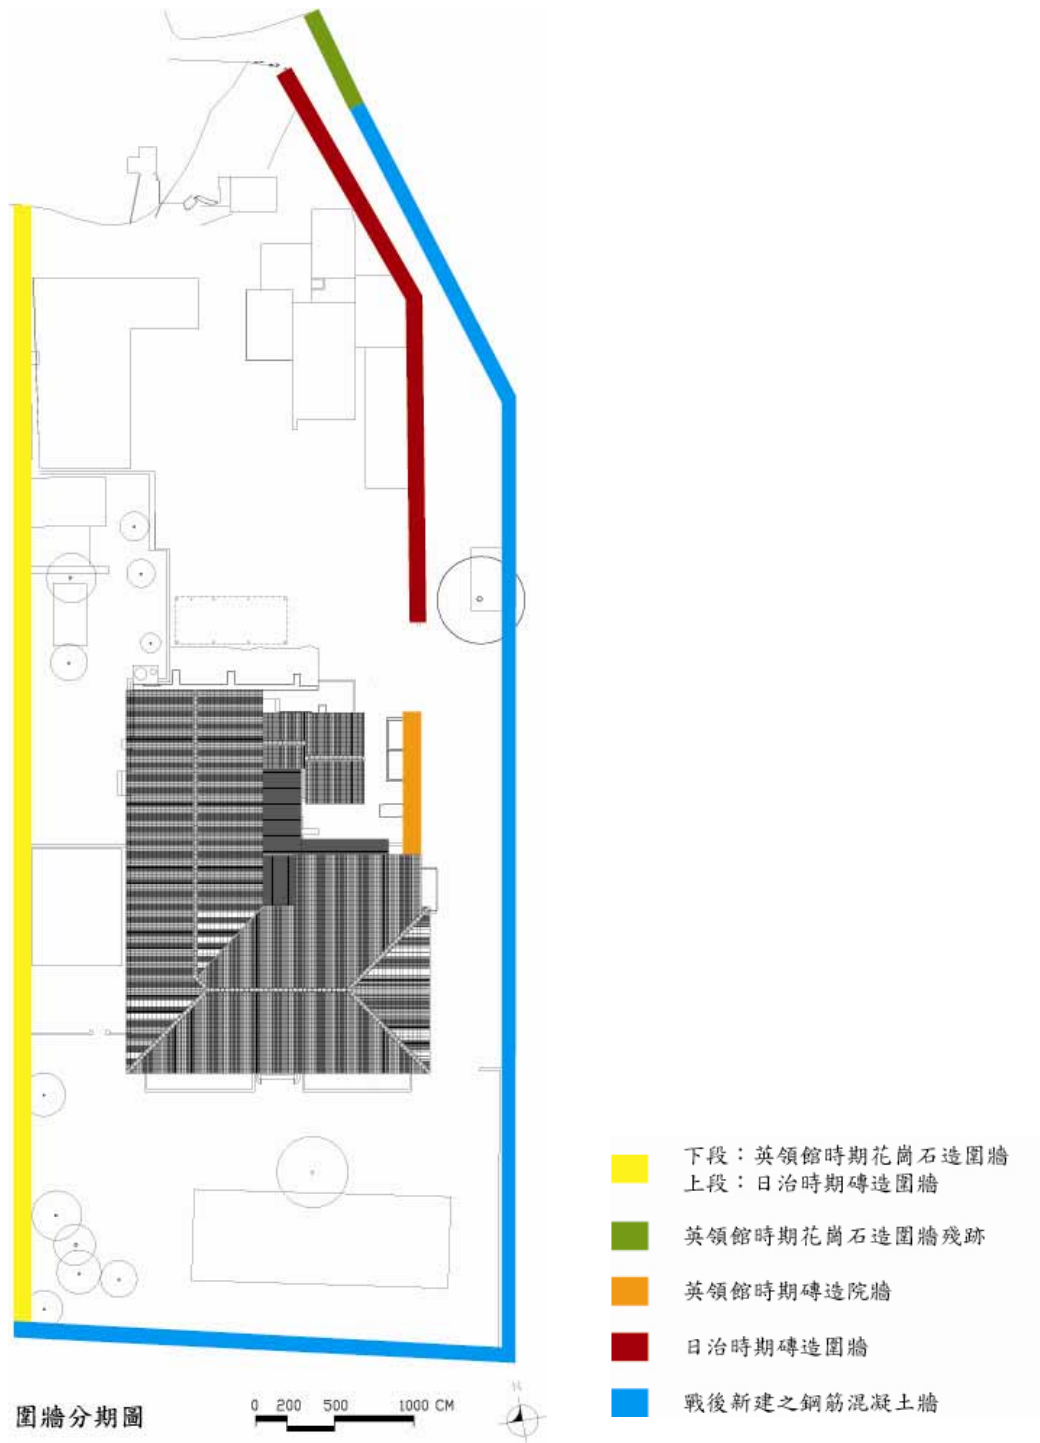 下段：英領館時期花崗石造圍牆
上段：日治時期磚造圍牆
英領館時期花崗石造圍牆殘跡
英領館時期磚造院牆
日治時期磚造圍牆
戰後新建之鋼筋混凝土牆
圍牆分期圖
0 200 500 1000 CM
N